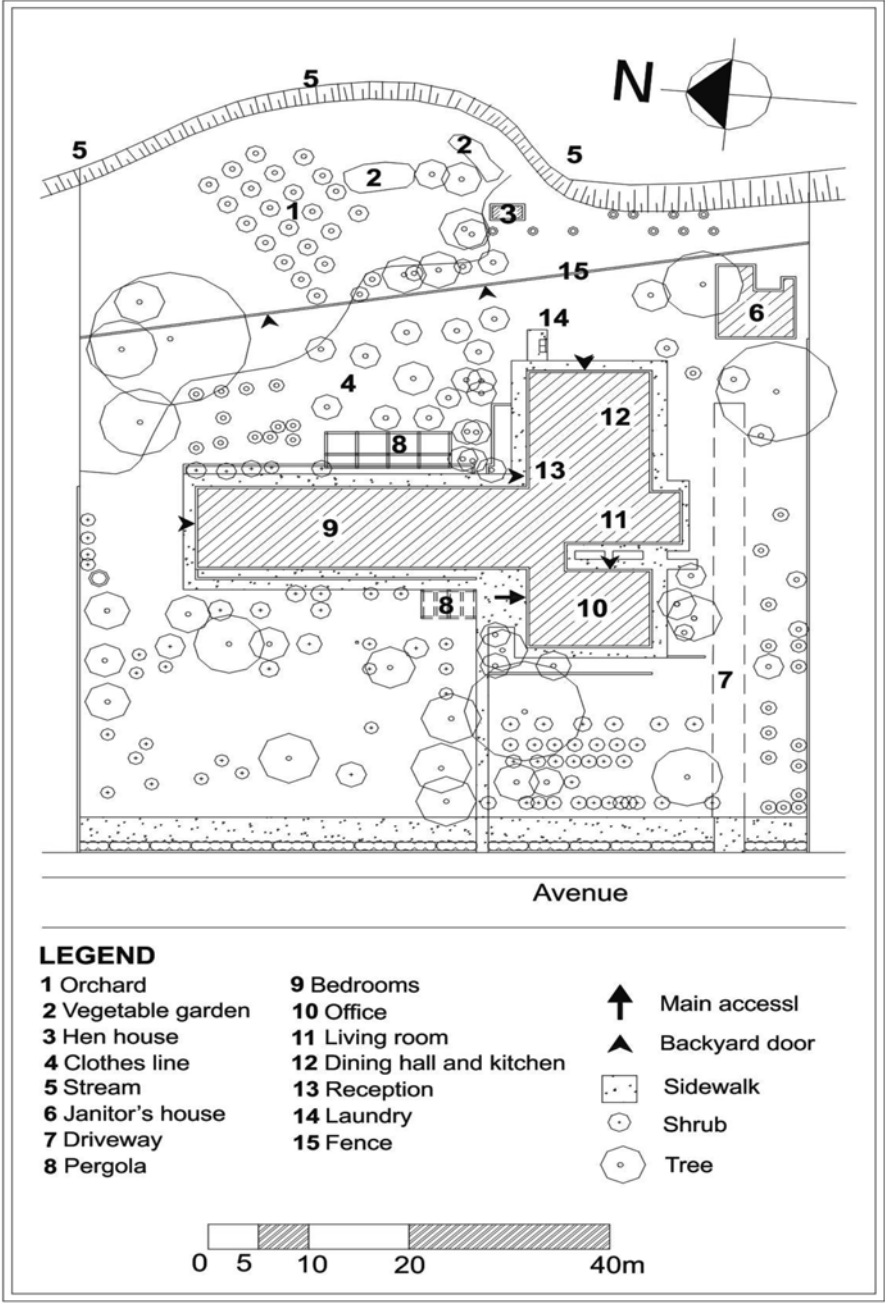 5
N
5
2
5
2
1
3
15
6
14
4
12
8
13
11
9
10
8
7
Avenue
LEGEND
1 Orchard
2 Vegetable garden
3 Hen house
4 Clothes line
5 Stream
6 Janitor's house
7 Driveway
8 Pergola
9 Bedrooms
10 Office
11 Living room
12 Dining hall and kitchen
13 Reception
14 Laundry
15 Fence
Main accessl
Backyard door
Sidewalk
Shrub
Tree
0 5 10 20 40m